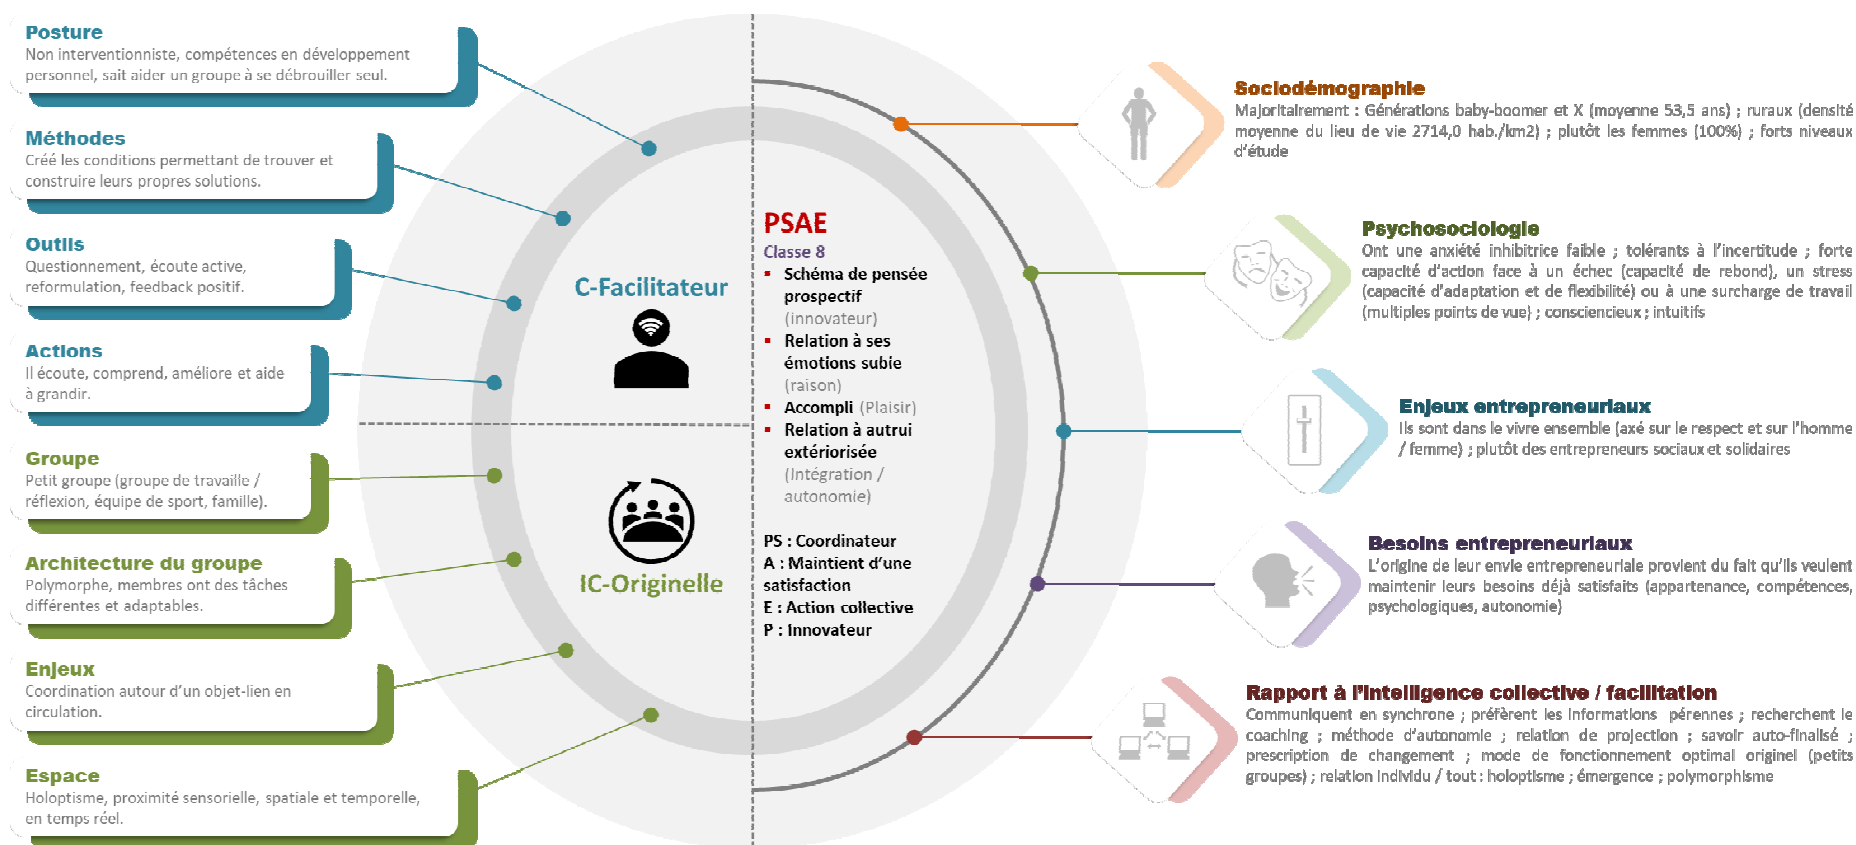 Posture
Non interventionniste, compétences en développement
personnel, sait aider un groupe à se débrouiller seul.
Méthodes
Créé les conditions permettant de trouver et
construire leurs propres solutions.
Outils
Questionnement, écoute active,
reformulation, feedback positif.
Actions
Il écoute, comprend, améliore et aide
à grandir.
Groupe
Petit groupe (groupe de travaille /
réflexion, équipe de sport, famille).
Architecture du groupe
Polymorphe, membres ont des tâches
différentes et adaptables.
Enjeux
Coordination autour d'un objet-lien en
circulation.
Espace
Holoptisme, proximité sensorielle, spatiale et temporelle,
en temps réel.
C-Facilitateur
IC-Originelle
PSAE
Classe 8
▪ Schéma de pensée
prospectif
(innovateur)
▪ Relation à ses
émotions subie
(raison)
▪ Accompli (Plaisir)
▪ Relation à autrui
extériorisée
(Intégration /
autonomie)
PS : Coordinateur
A : Maintient d'une
satisfaction
E : Action collective
P : Innovateur
Sociodémographie
Majoritairement : Générations baby-boomer et X (moyenne 53,5 ans) ; ruraux (densité
moyenne du lieu de vie 2714,0 hab./km2) ; plutôt les femmes (100%) ; forts niveaux
d'étude
Psychosociologie
Ont une anxiété inhibitrice faible ; tolérants à l'incertitude ; forte
capacité d'action face à un échec (capacité de rebond), un stress
(capacité d'adaptation et de flexibilité) ou à une surcharge de travail
(multiples points de vue) ; consciencieux ; intuitifs
Enjeux entrepreneuriaux
Ils sont dans le vivre ensemble (axé sur le respect et sur l'homme
/ femme) ; plutôt des entrepreneurs sociaux et solidaires
Besoins entrepreneuriaux
L'origine de leur envie entrepreneuriale provient du fait qu'ils veulent
maintenir leurs besoins déjà satisfaits (appartenance, compétences,
psychologiques, autonomie)
Rapport à l'intelligence collective / facilitation
Communiquent en synchrone ; préfèrent les informations pérennes ; recherchent le
coaching ; méthode d'autonomie ; relation de projection ; savoir auto-finalisé ;
prescription de changement ; mode de fonctionnement optimal originel (petits
groupes) ; relation individu / tout : holoptisme ; émergence ; polymorphisme